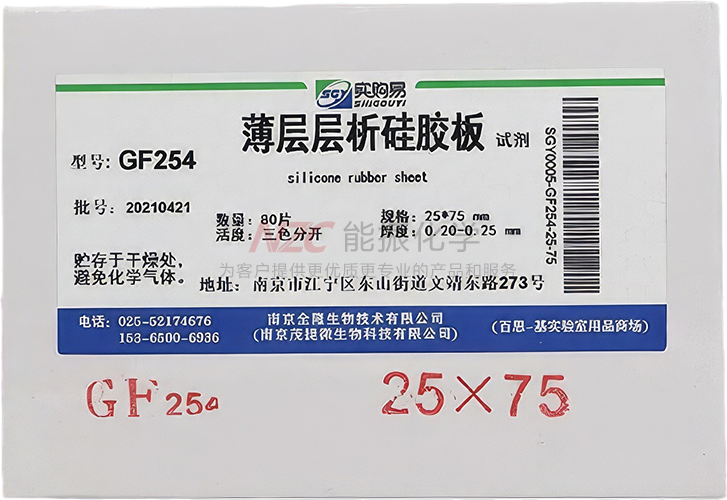 SGY 实购易
SINGOUYI
薄层层析硅胶板 试剂
型号: GF254
silicone rubber sheet
批号: 20210421
数量: 80片
规格: 25*75 mm
活度: 三色分开
厚度: 0.20-0.25 mm
NZC 能振化学
为客户提供更优质更专业的产品和服务
贮存于干燥处,
避免化学气体.
地址: 南京市江宁区东山街道文靖东路273号
SGY0005-GF254-25-75
电话: 025-52174676
153-6500-6936
南京金隆生物技术有限公司
(南京茂捷微生物科技有限公司)
(百思-基实验室用品商场)
GF254
25×75